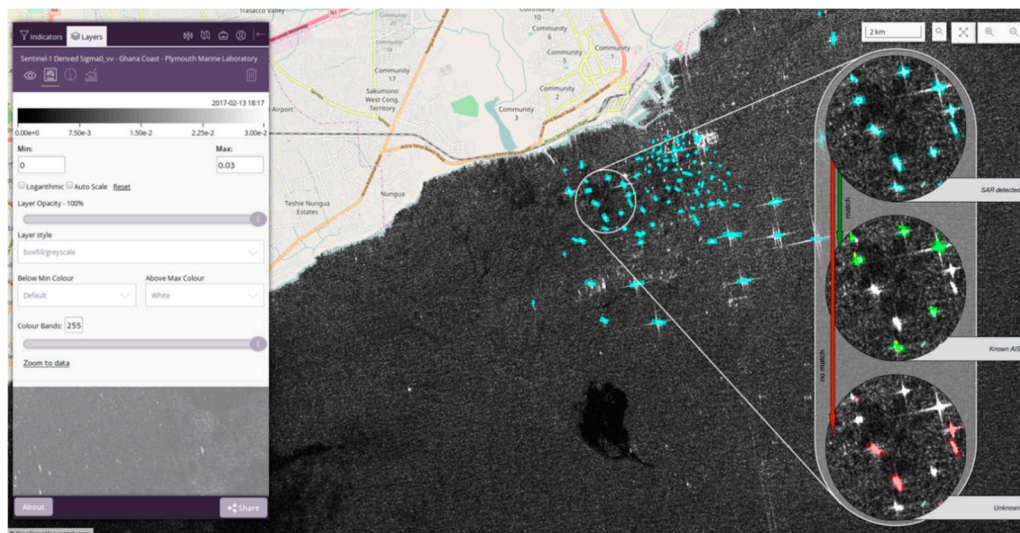 Trasacco Valley
N1
Community
20
Community
17
Sakumono
West Cong.
Territory
Airport
Community
10
Community
5
Community
1
Community
2
Community
3
Nungua
Teshie Nungua
Estates
Indicators
Layers
Sentinel-1 Derived Sigma0_vv - Ghana Coast - Plymouth Marine Laboratory
2017-02-13 18:17
0.00e+0 7.50e-3 1.50e-2 2.25e-2 3.00e-2
Min: Max:
0 0.03
Logarithmic Auto Scale Reset
Layer Opacity - 100%
Layer style
boxfill/greyscale
Below Min Colour Above Max Colour
Default White
Colour Bands: 255
Zoom to data
About Share
2 km
SAR detected
match
Known AIS
no match
Unknown